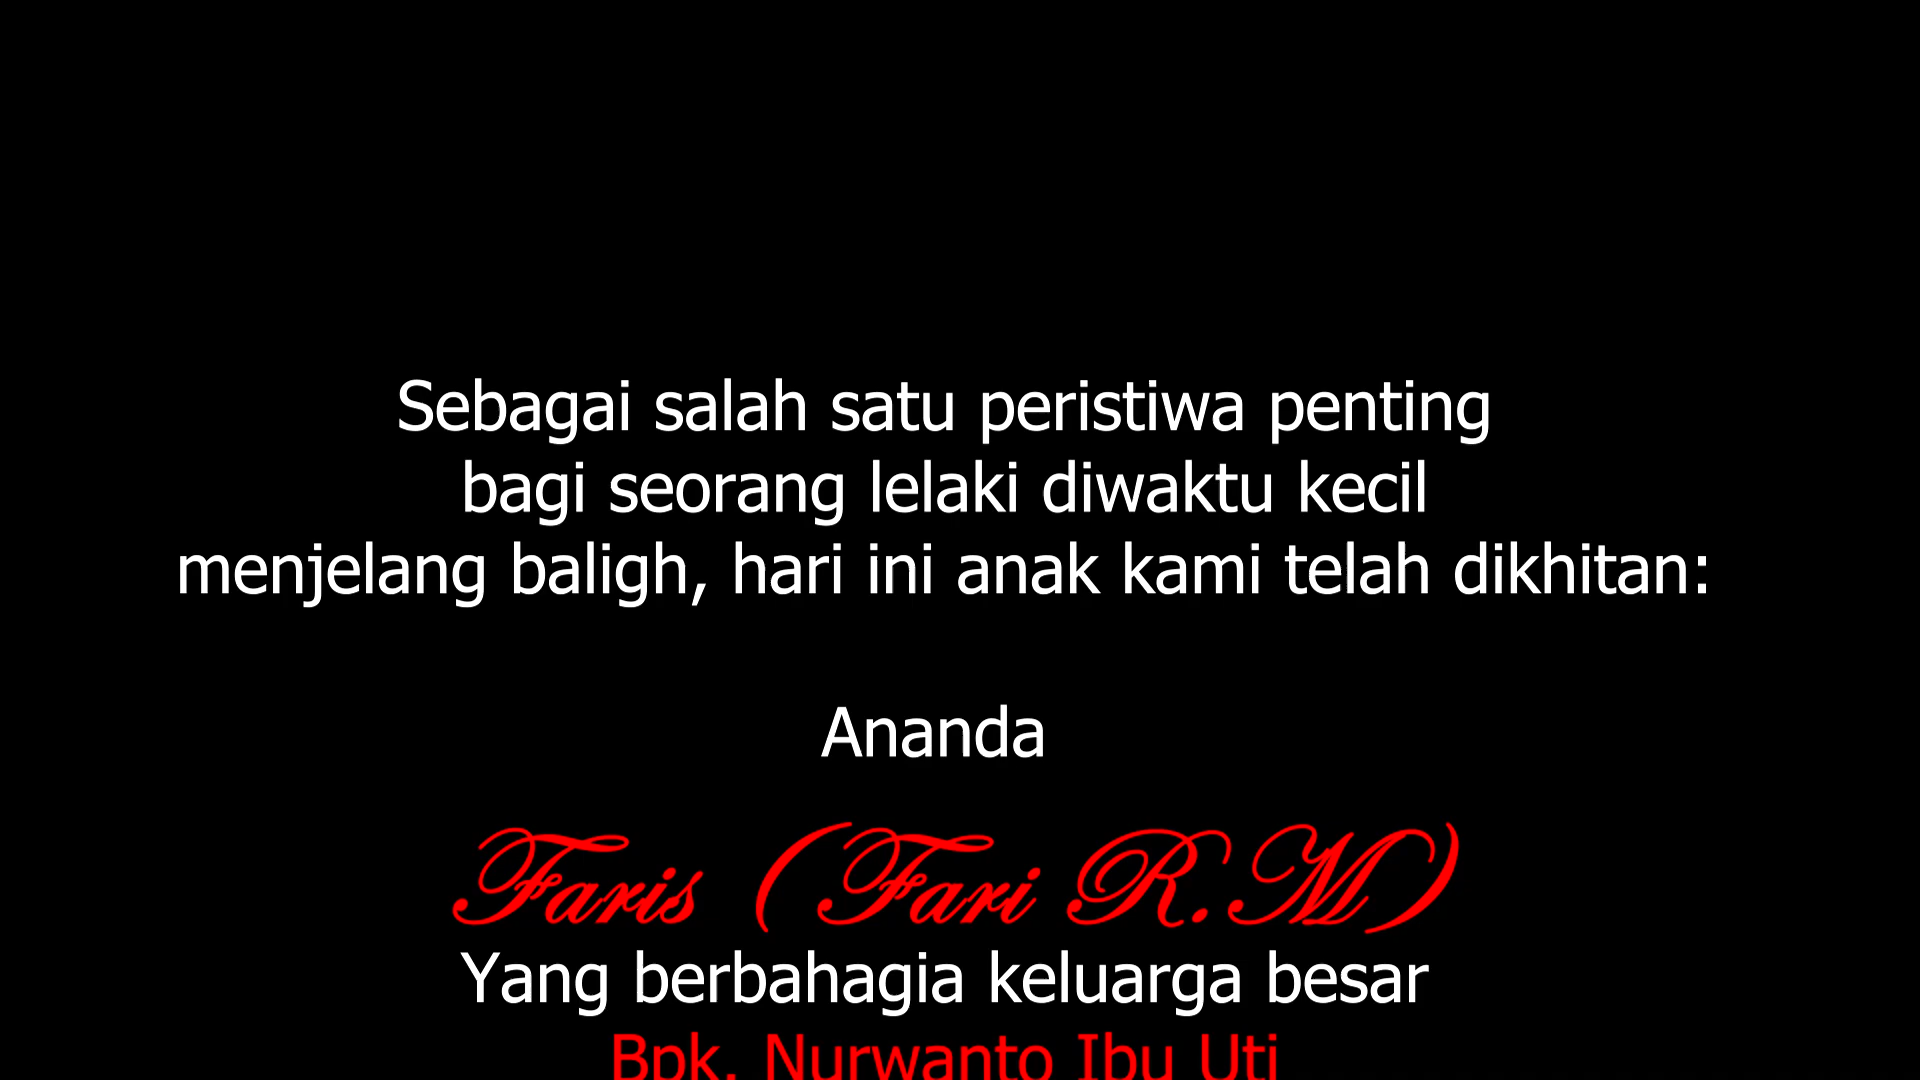 Sebagai salah satu peristiwa penting
bagi seorang lelaki diwaktu kecil
menjelang baligh, hari ini anak kami telah dikhitan:
Ananda
Faris (Fari R.M)
Yang berbahagia keluarga besar
Bpk. Nurwanto Ibu Uti